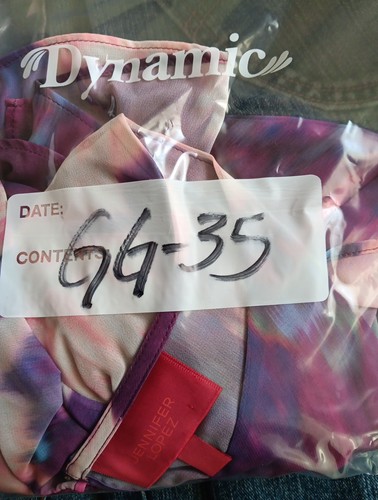 Dynamic
DATE:
CONTENTS
GG-35
JENNIFER
LOPEZ